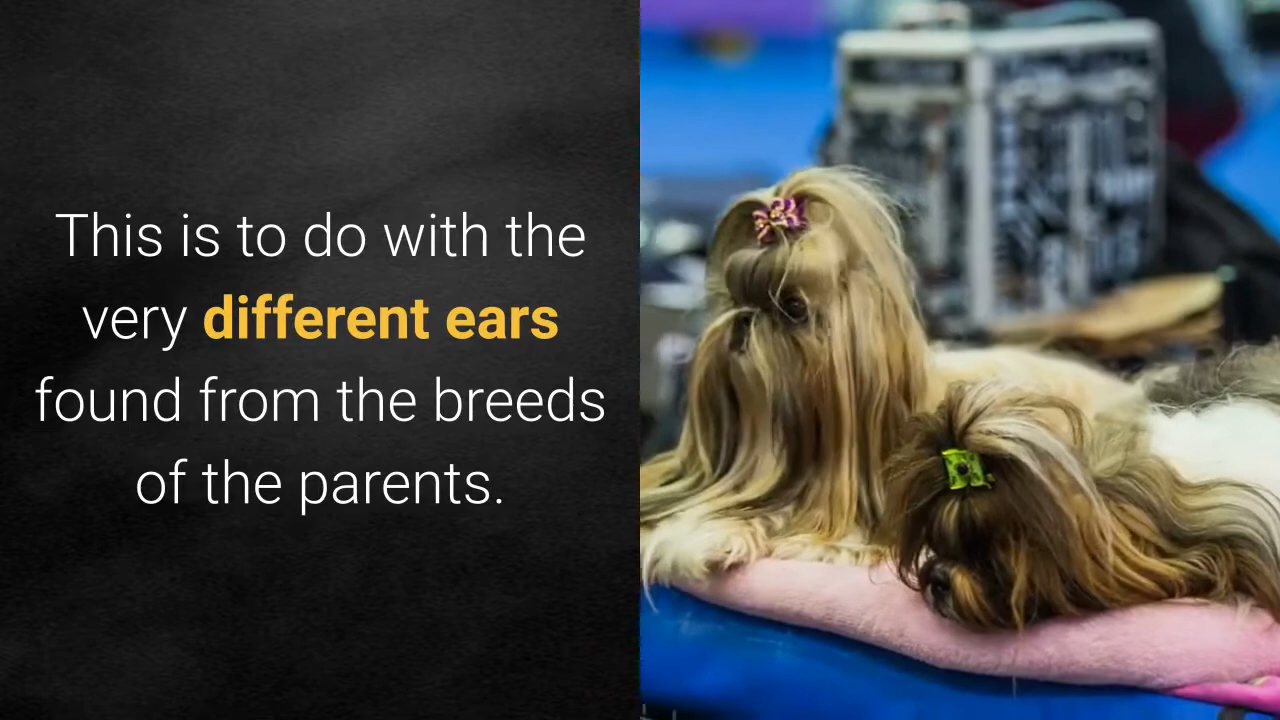 This is to do with the
very different ears
found from the breeds
of the parents.